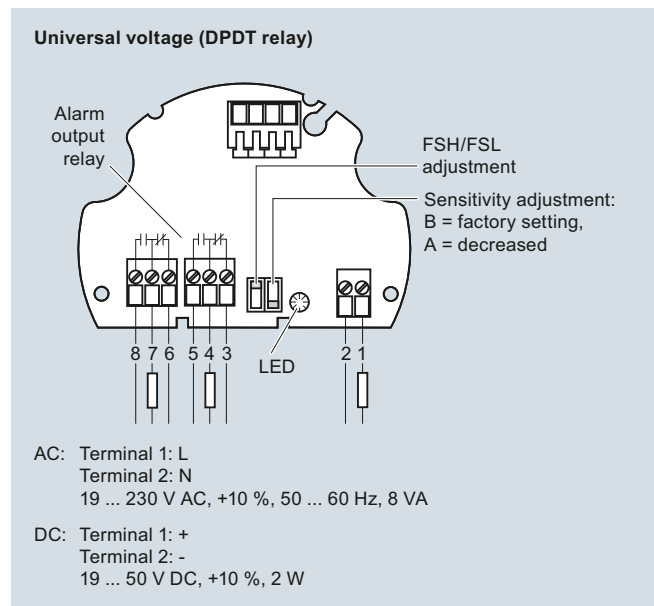 Universal voltage (DPDT relay)
Alarm
output
relay
FSH/FSL
adjustment
Sensitivity adjustment:
B = factory setting,
A = decreased
8 7 6 5 4 3
LED
2 1
AC: Terminal 1: L
Terminal 2: N
19 ... 230 V AC, +10 %, 50 ... 60 Hz, 8 VA
DC: Terminal 1: +
Terminal 2: -
19 ... 50 V DC, +10 %, 2 W